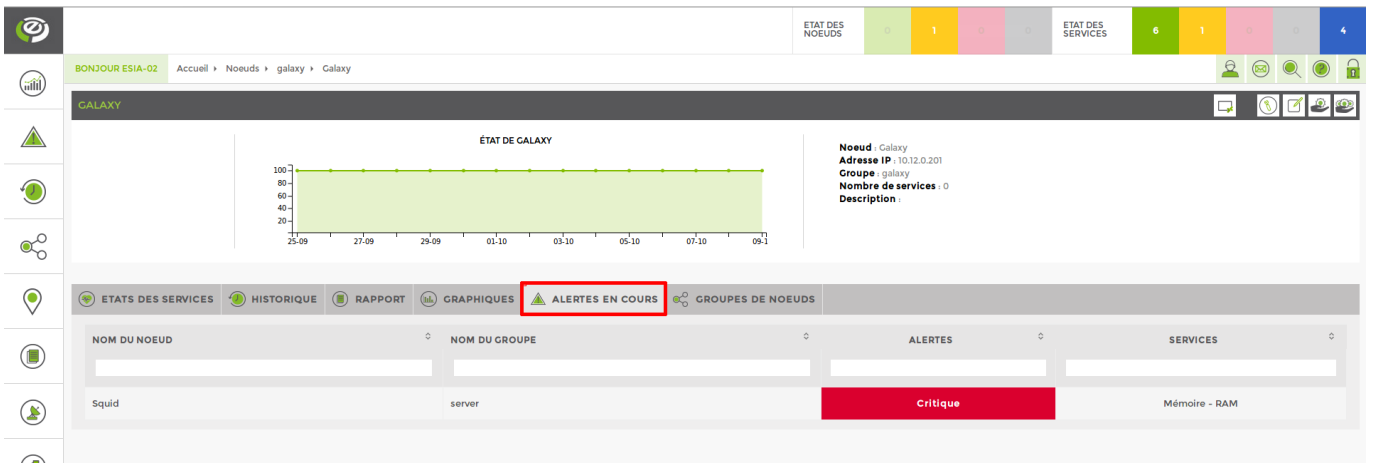 ETAT DES NOEUDS
0 1 0 0
ETAT DES SERVICES
6 1 0 0 4
BONJOUR ESIA-02 Accueil Noeuds galaxy Galaxy
GALAXY
ÉTAT DE GALAXY
100
80
60
40
20
25-09 27-09 29-09 01-10 03-10 05-10 07-10 09-1
Noeud : Galaxy
Adresse IP : 10.12.0.201
Groupe : galaxy
Nombre de services : 0
Description :
ETATS DES SERVICES HISTORIQUE RAPPORT GRAPHIQUES ALERTES EN COURS GROUPES DE NOEUDS
NOM DU NOEUD NOM DU GROUPE ALERTES SERVICES
Squid server Critique Mémoire - RAM